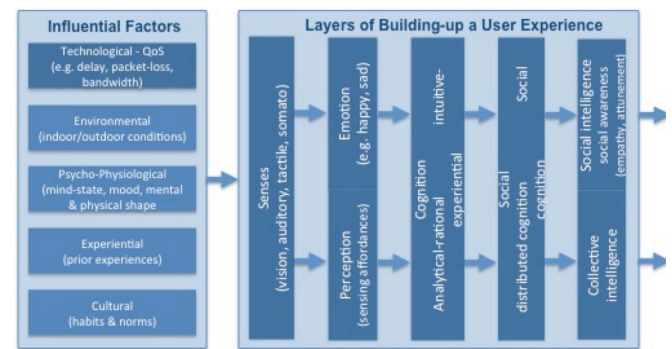 Influential Factors
Technological - QoS
(e.g. delay, packet-loss,
bandwidth)
Environmental
(indoor/outdoor conditions)
Psycho-Physiological
(mind-state, mood, mental
& physical shape
Experiential
(prior experiences)
Cultural
(habits & norms)
Layers of Building-up a User Experience
Senses
(vision, auditory, tactile, somato)
Emotion
(e.g. happy, sad)
Perception
(sensing affordances)
Cognition
Analytical-rational intuitive-
experiential
Social
distributed cognition Social
cognition
Social intelligence
social awareness
(empathy, attunement)
Collective
intelligence